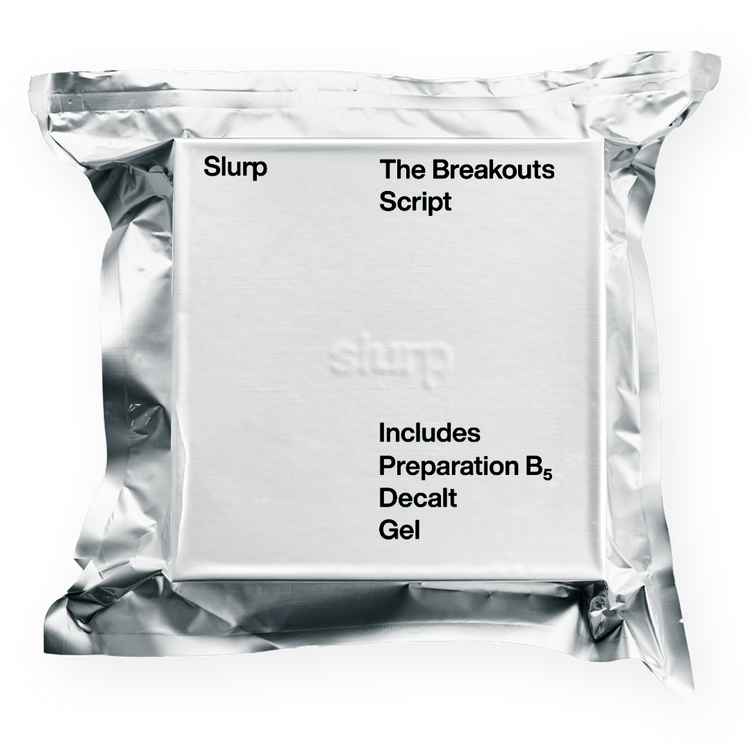 Slurp
The Breakouts
Script
slurp
Includes
Preparation B₅
Decalt
Gel